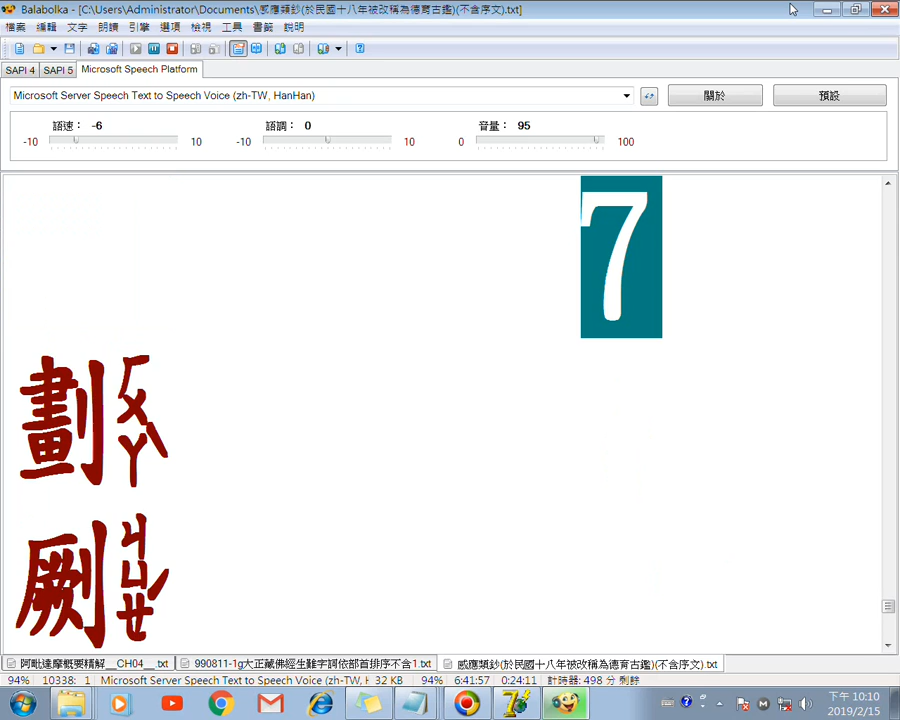 Balabolka - [C:\Users\Administrator\Documents\感應類鈔(於民國十八年被改稱為德育古鑑)(不含序文).txt]
檔案 編輯 文字 朗讀 引擎 選項 檢視 工具 書籤 說明
SAPI 4 SAPI 5 Microsoft Speech Platform
Microsoft Server Speech Text to Speech Voice (zh-TW, HanHan) 關於 預設
語速： -6 語調： 0 音量： 95
-10 10 -10 10 0 100
7
劃ㄏㄨㄚˋ
劂ㄐㄩㄝˊ
阿毗達摩概要精解__CH04__.txt 990811-1g大正藏佛經生難字詞依部首排序不含1.txt 感應類鈔(於民國十八年被改稱為德育古鑑)(不含序文).txt
94% 10338: 1 Microsoft Server Speech Text to Speech Voice (zh-TW, H 32 KB 94% 6:41:57 0:24:11 計時器: 498 分 剩餘
下午 10:10
2019/2/15